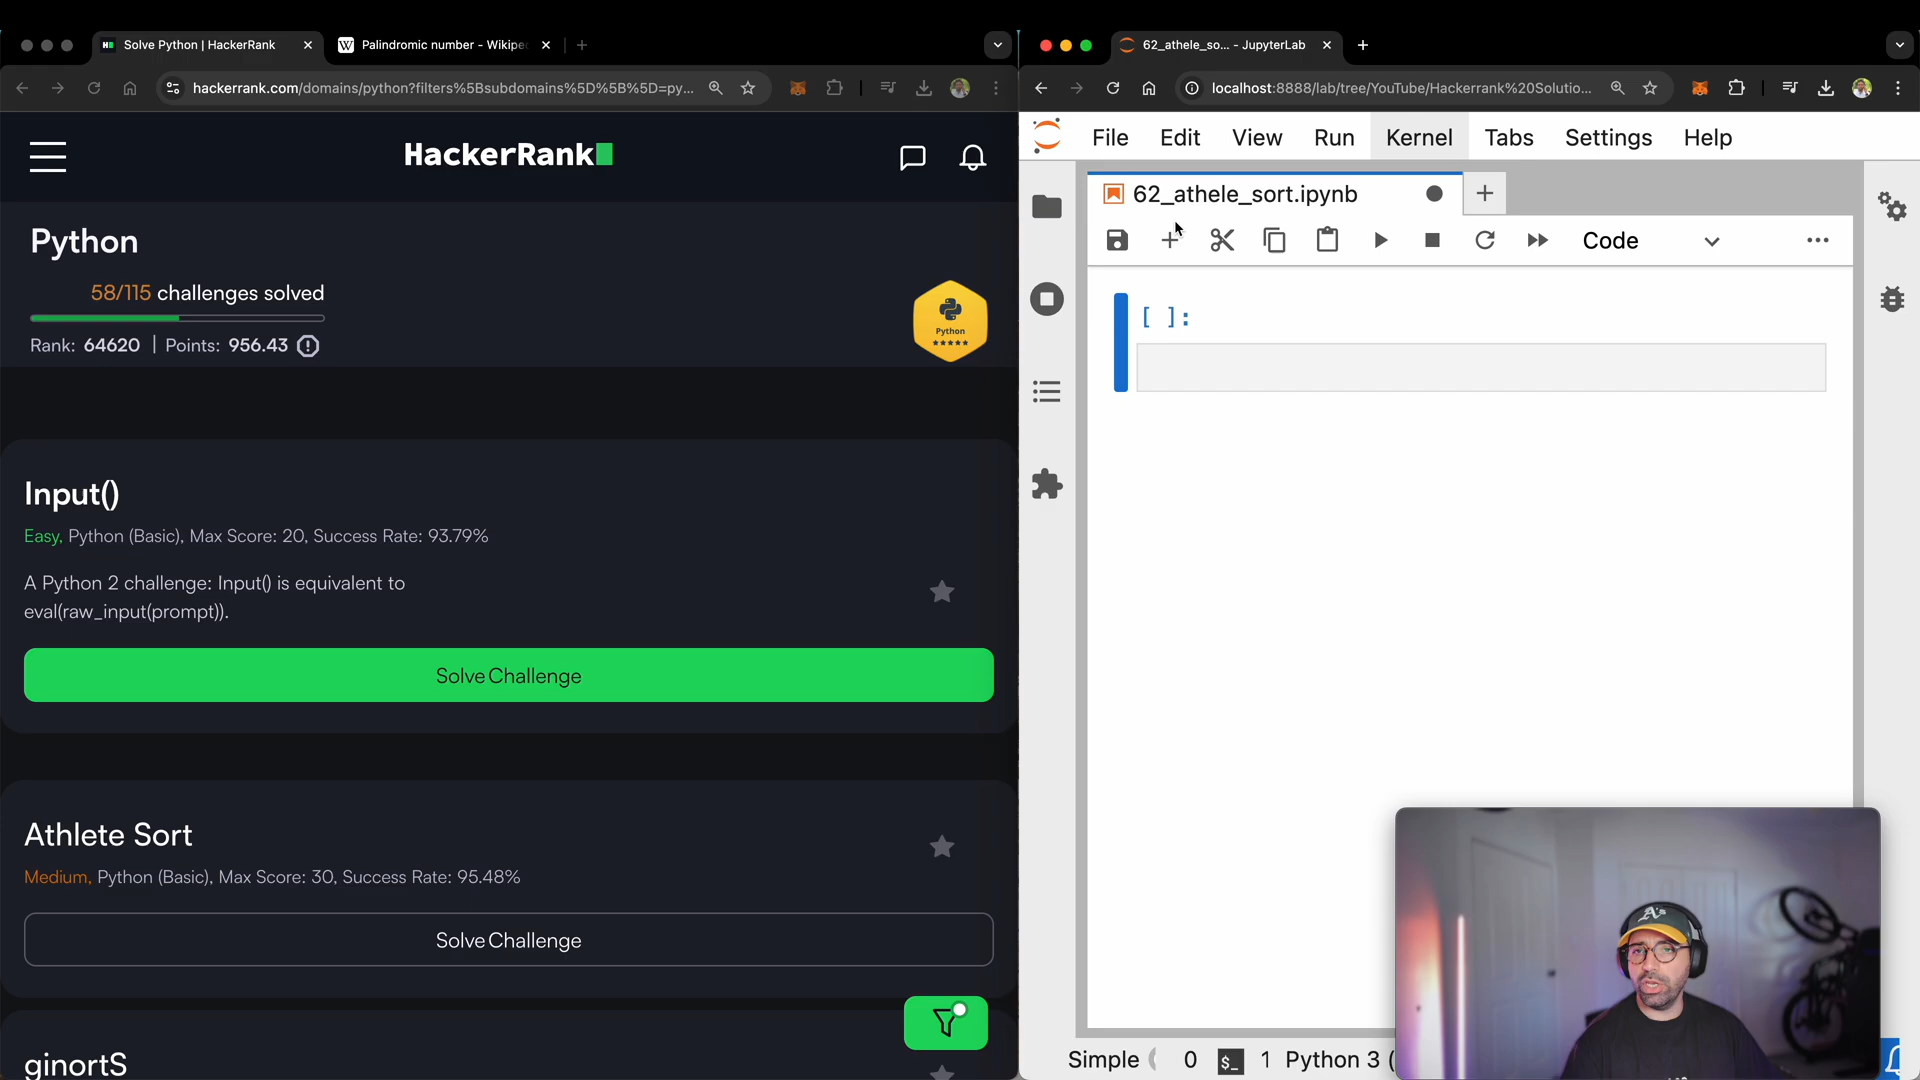 Solve Python | HackerRank
Palindromic number - Wikipe
hackerrank.com/domains/python?filters%5Bsubdomains%5D%5B%5D=py...
HackerRank
Python
58/115 challenges solved
Rank: 64620 | Points: 956.43
Python
Input()
Easy, Python (Basic), Max Score: 20, Success Rate: 93.79%
A Python 2 challenge: Input() is equivalent to
eval(raw_input(prompt)).
Solve Challenge
Athlete Sort
Medium, Python (Basic), Max Score: 30, Success Rate: 95.48%
Solve Challenge
ginortS
62_athele_so... - JupyterLab
localhost:8888/lab/tree/YouTube/Hackerrank%20Solutio...
File Edit View Run Kernel Tabs Settings Help
62_athele_sort.ipynb
Code
[ ]:
A's
Simple 0 $_ 1 Python 3 (